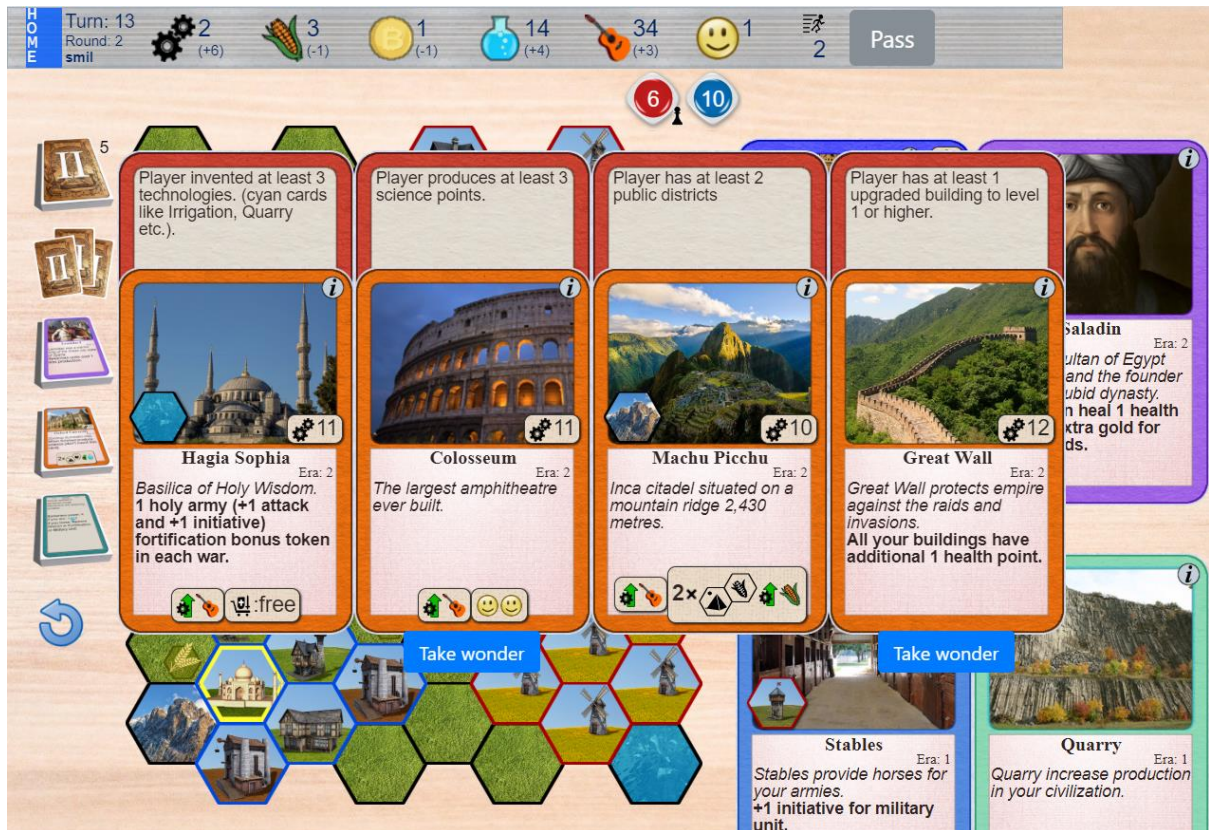 HOME
Turn: 13
Round: 2
smil
2
(+6)
3
(-1)
1
(-1)
14
(+4)
34
(+3)
1
2
Pass
6
10
II
5
II
Player invented at least 3
technologies. (cyan cards
like Irrigation, Quarry
etc.).
Player produces at least 3
science points.
Player has at least 2
public districts
Player has at least 1
upgraded building to level
1 or higher.
i
11
Hagia Sophia
Era: 2
Basilica of Holy Wisdom.
1 holy army (+1 attack
and +1 initiative)
fortification bonus token
in each war.
:free
i
11
Colosseum
Era: 2
The largest amphitheatre
ever built.
i
10
Machu Picchu
Era: 2
Inca citadel situated on a
mountain ridge 2,430
metres.
2×
i
12
Great Wall
Era: 2
Great Wall protects empire
against the raids and
invasions.
All your buildings have
additional 1 health point.
i
Saladin
Era: 2
ultan of Egypt
and the founder
ubid dynasty.
n heal 1 health
xtra gold for
ds.
Take wonder
Take wonder
Stables
Era: 1
Stables provide horses for
your armies.
+1 initiative for military
unit.
i
Quarry
Era: 1
Quarry increase production
in your civilization.